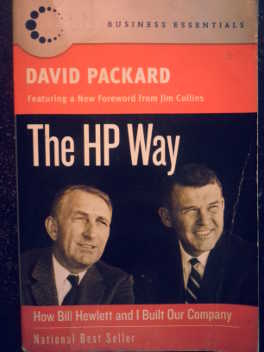 BUSINESS ESSENTIALS
DAVID PACKARD
Featuring a New Foreword from Jim Collins
The HP Way
How Bill Hewlett and I Built Our Company
National Best Seller